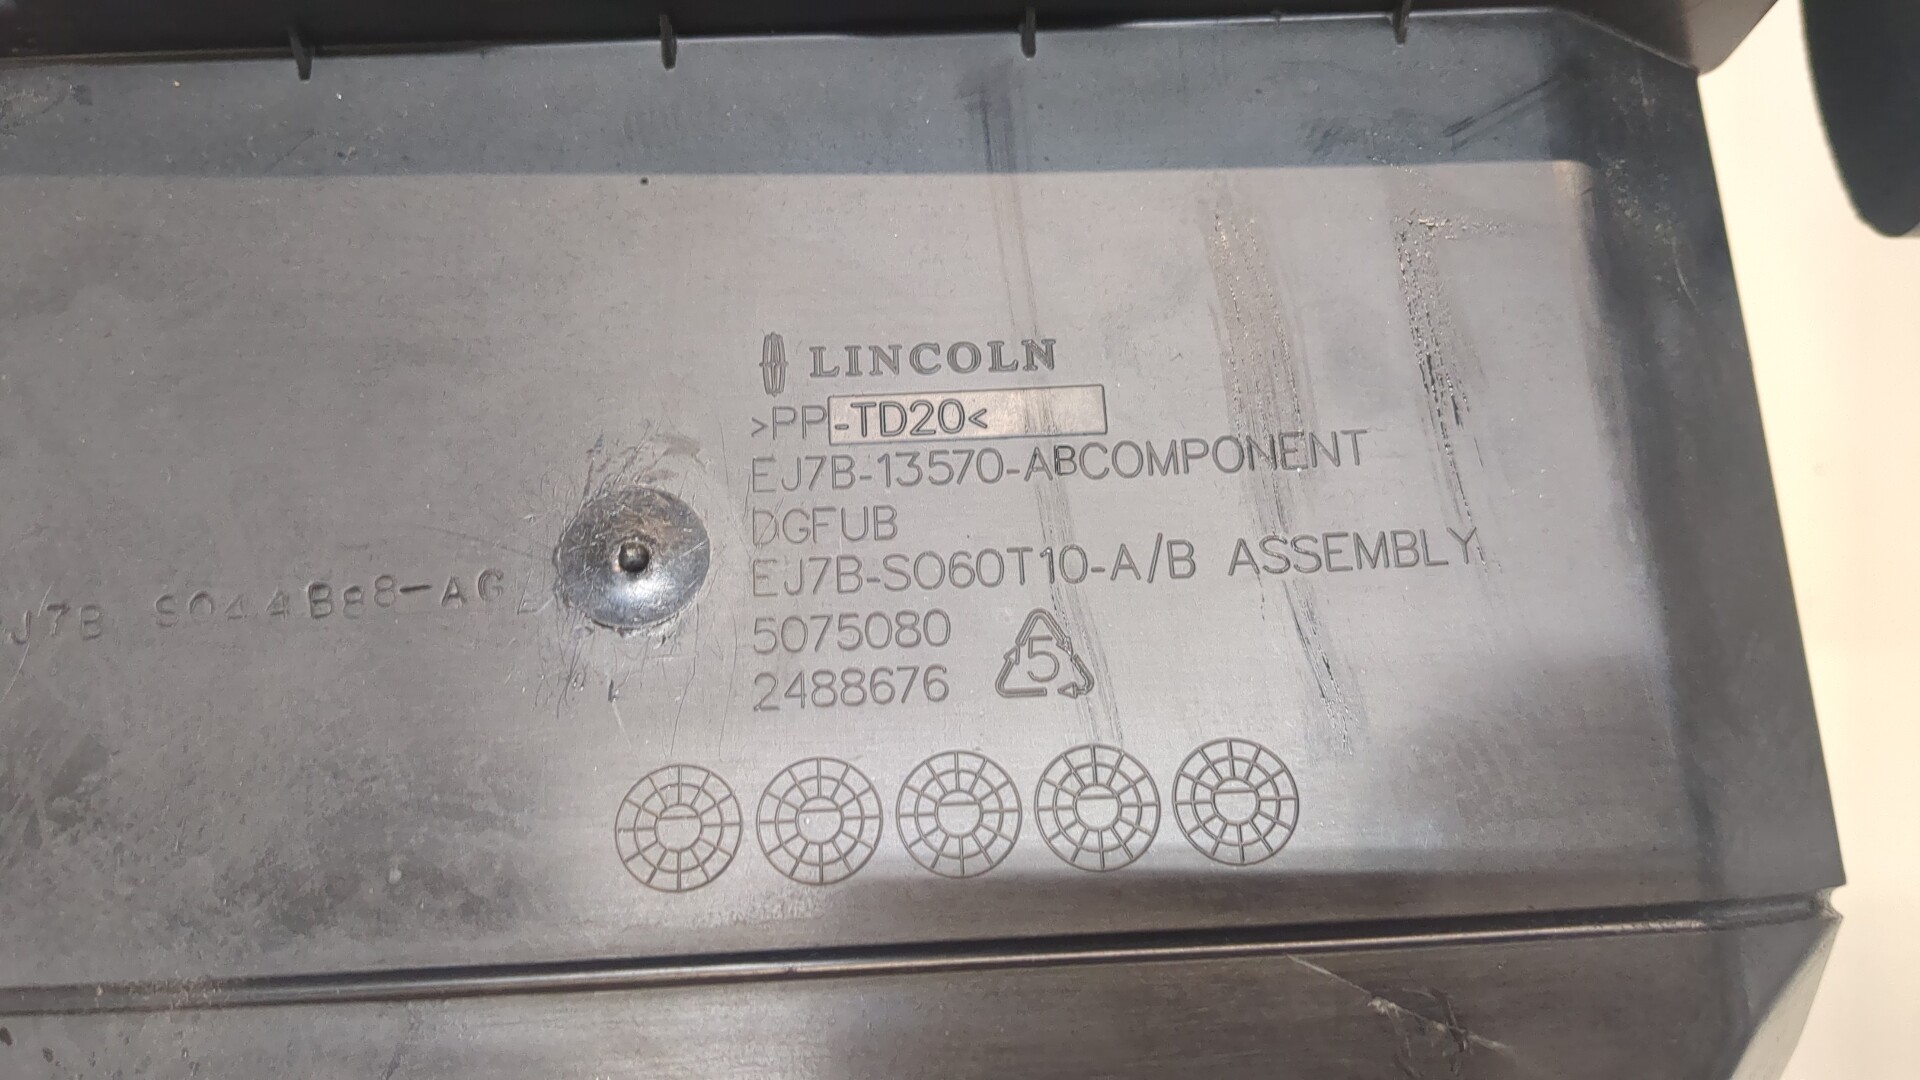 LINCOLN
>PP-TD20<
EJ7B-13570-ABCOMPONENT
DGFUB
EJ7B-S060T10-A/B ASSEMBLY
5075080
2488676
5
J7B S044B88-AG